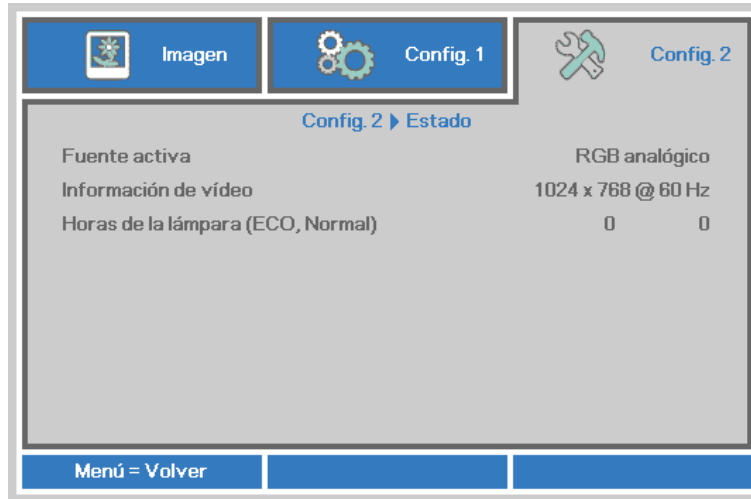 Imagen
Config. 1
Config. 2
Config. 2 ▶ Estado
Fuente activa RGB analógico
Información de vídeo 1024 x 768 @ 60 Hz
Horas de la lámpara (ECO, Normal) 0 0
Menú = Volver